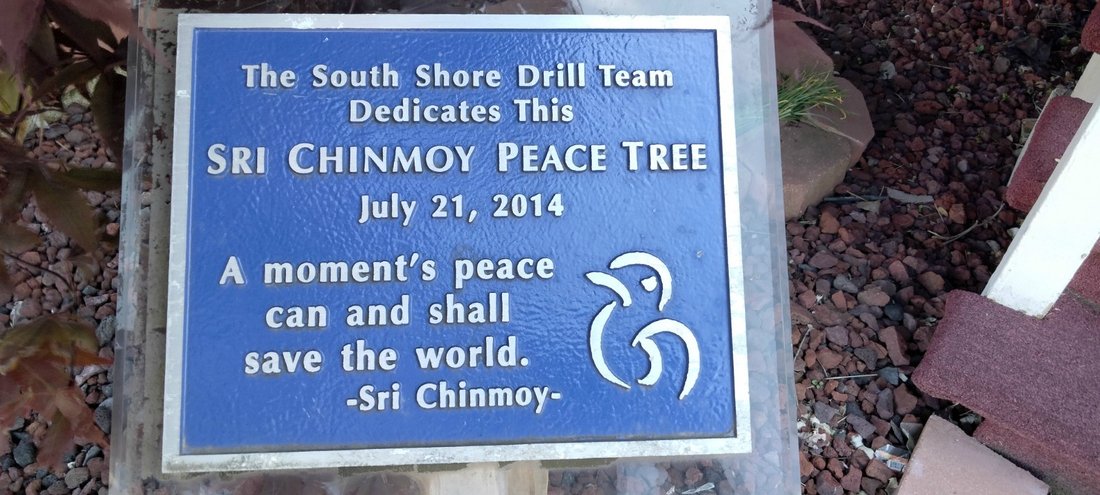 The South Shore Drill Team
Dedicates This
SRI CHINMOY PEACE TREE
July 21, 2014
A moment's peace
can and shall
save the world.
-Sri Chinmoy-